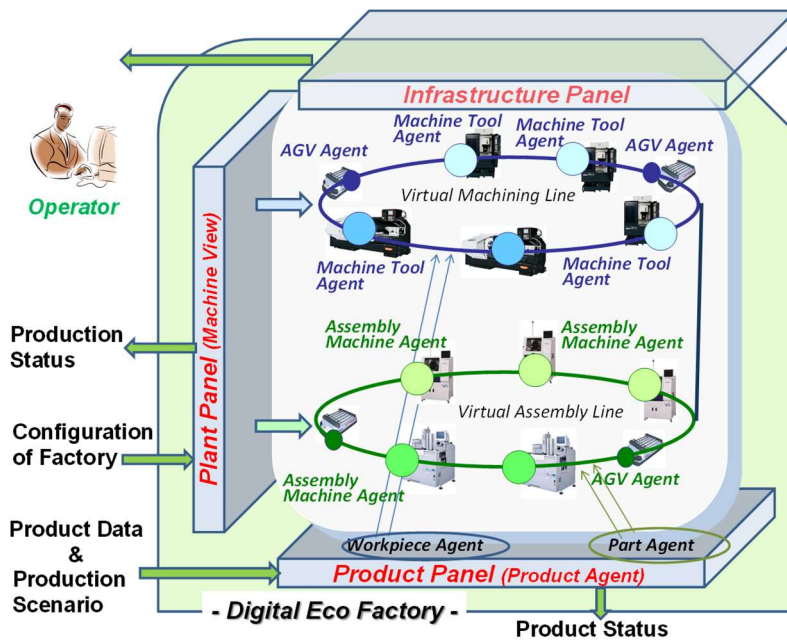 Infrastructure Panel
Machine Tool
Agent
Machine Tool
Agent
AGV Agent
AGV Agent
Virtual Machining Line
Operator
Machine Tool
Agent
Machine Tool
Agent
Plant Panel (Machine View)
Production
Status
Assembly
Machine Agent
Assembly
Machine Agent
Virtual Assembly Line
Configuration
of Factory
Assembly
Machine Agent
AGV Agent
Product Data
&
Production
Scenario
Workpiece Agent
Part Agent
Product Panel (Product Agent)
- Digital Eco Factory -
Product Status